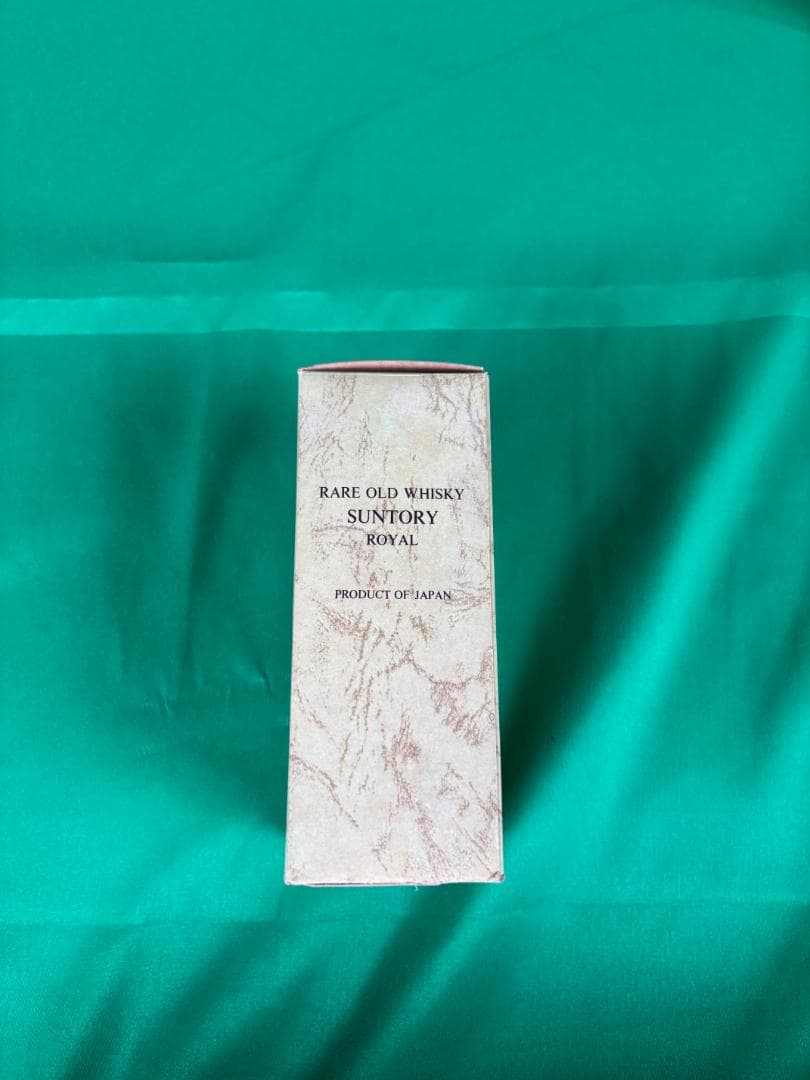 RARE OLD WHISKY
SUNTORY
ROYAL
PRODUCT OF JAPAN